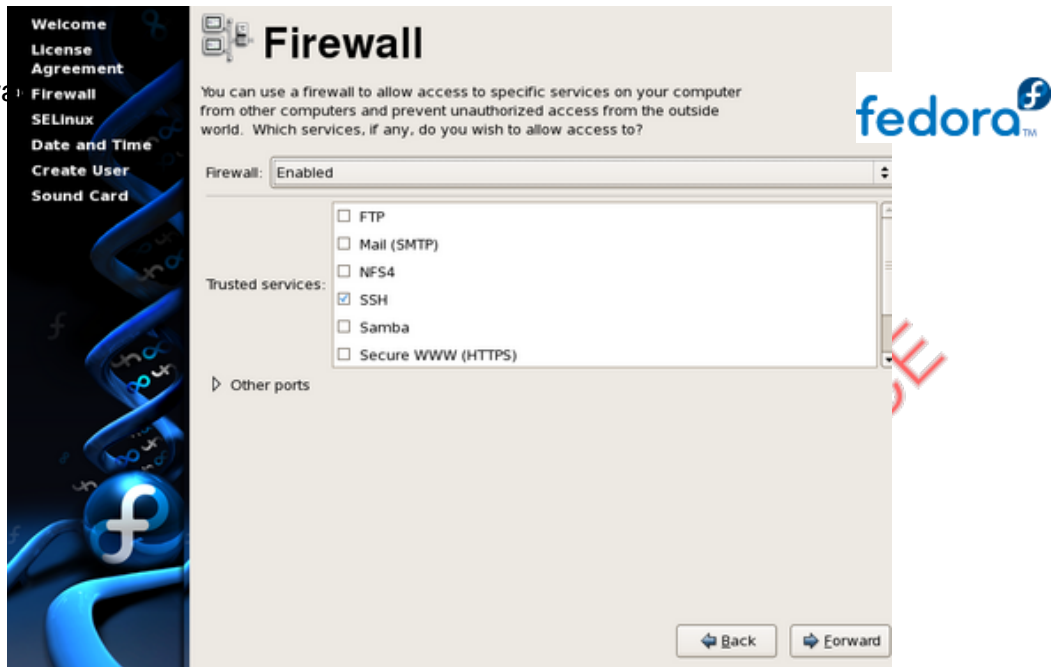 Welcome
License
Agreement
Firewall
SELinux
Date and Time
Create User
Sound Card
Firewall
You can use a firewall to allow access to specific services on your computer
from other computers and prevent unauthorized access from the outside
world. Which services, if any, do you wish to allow access to?
fedora™
Firewall: Enabled
Trusted services:
FTP
Mail (SMTP)
NFS4
SSH
Samba
Secure WWW (HTTPS)
Other ports
Back
Forward